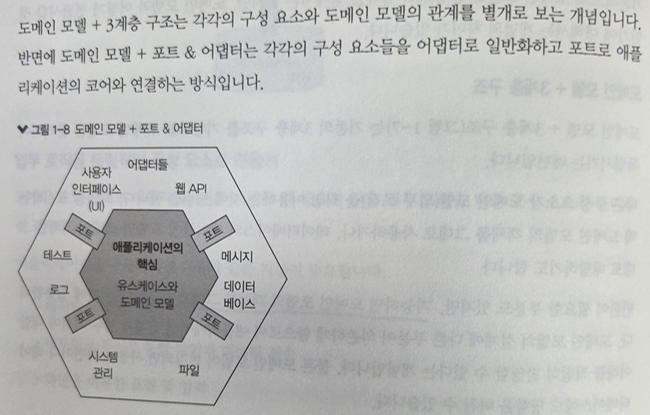 도메인 모델 + 3계층 구조는 각각의 구성 요소와 도메인 모델의 관계를 별개로 보는 개념입니다.
반면에 도메인 모델 + 포트 & 어댑터는 각각의 구성 요소들을 어댑터로 일반화하고 포트로 애플
리케이션의 코어와 연결하는 방식입니다.
▼ 그림 1-8 도메인 모델 + 포트 & 어댑터
어댑터들
사용자
인터페이스
(UI)
웹 API
포트
포트
테스트
애플리케이션의
핵심
메시지
로그
유스케이스와
도메인 모델
데이터
베이스
포트
포트
시스템
관리
파일